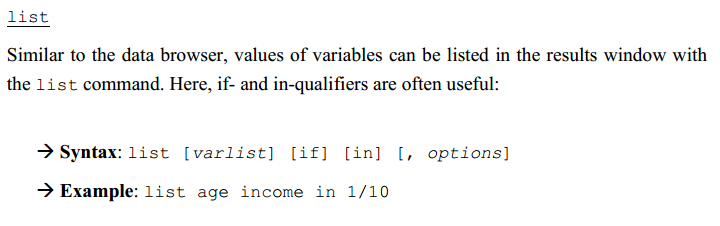 list
Similar to the data browser, values of variables can be listed in the results window with
the list command. Here, if- and in-qualifiers are often useful:
→ Syntax: list [varlist] [if] [in] [, options]
→ Example: list age income in 1/10